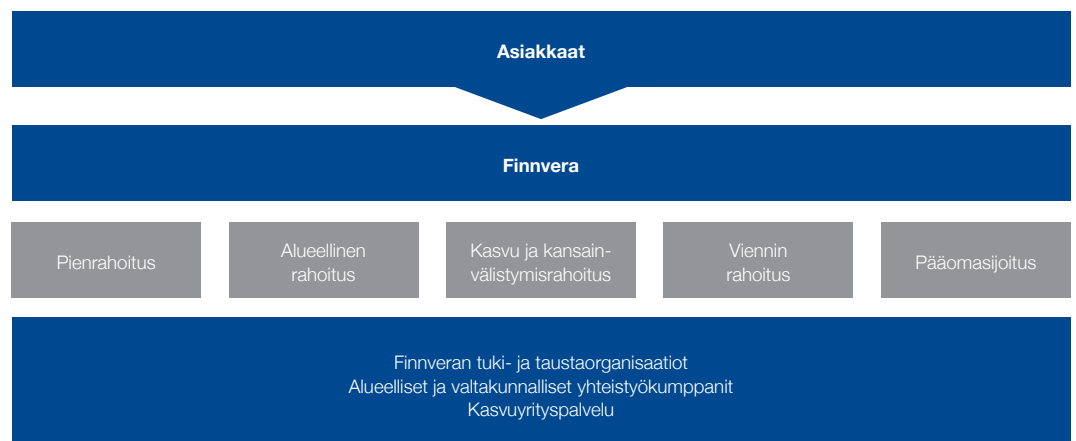 Asiakkaat
Finnvera
Pienrahoitus
Alueellinen
rahoitus
Kasvu ja kansain-
välistymisrahoitus
Viennin
rahoitus
Pääomasijoitus
Finnveran tuki- ja taustaorganisaatiot
Alueelliset ja valtakunnalliset yhteistyökumppanit
Kasvuyrityspalvelu